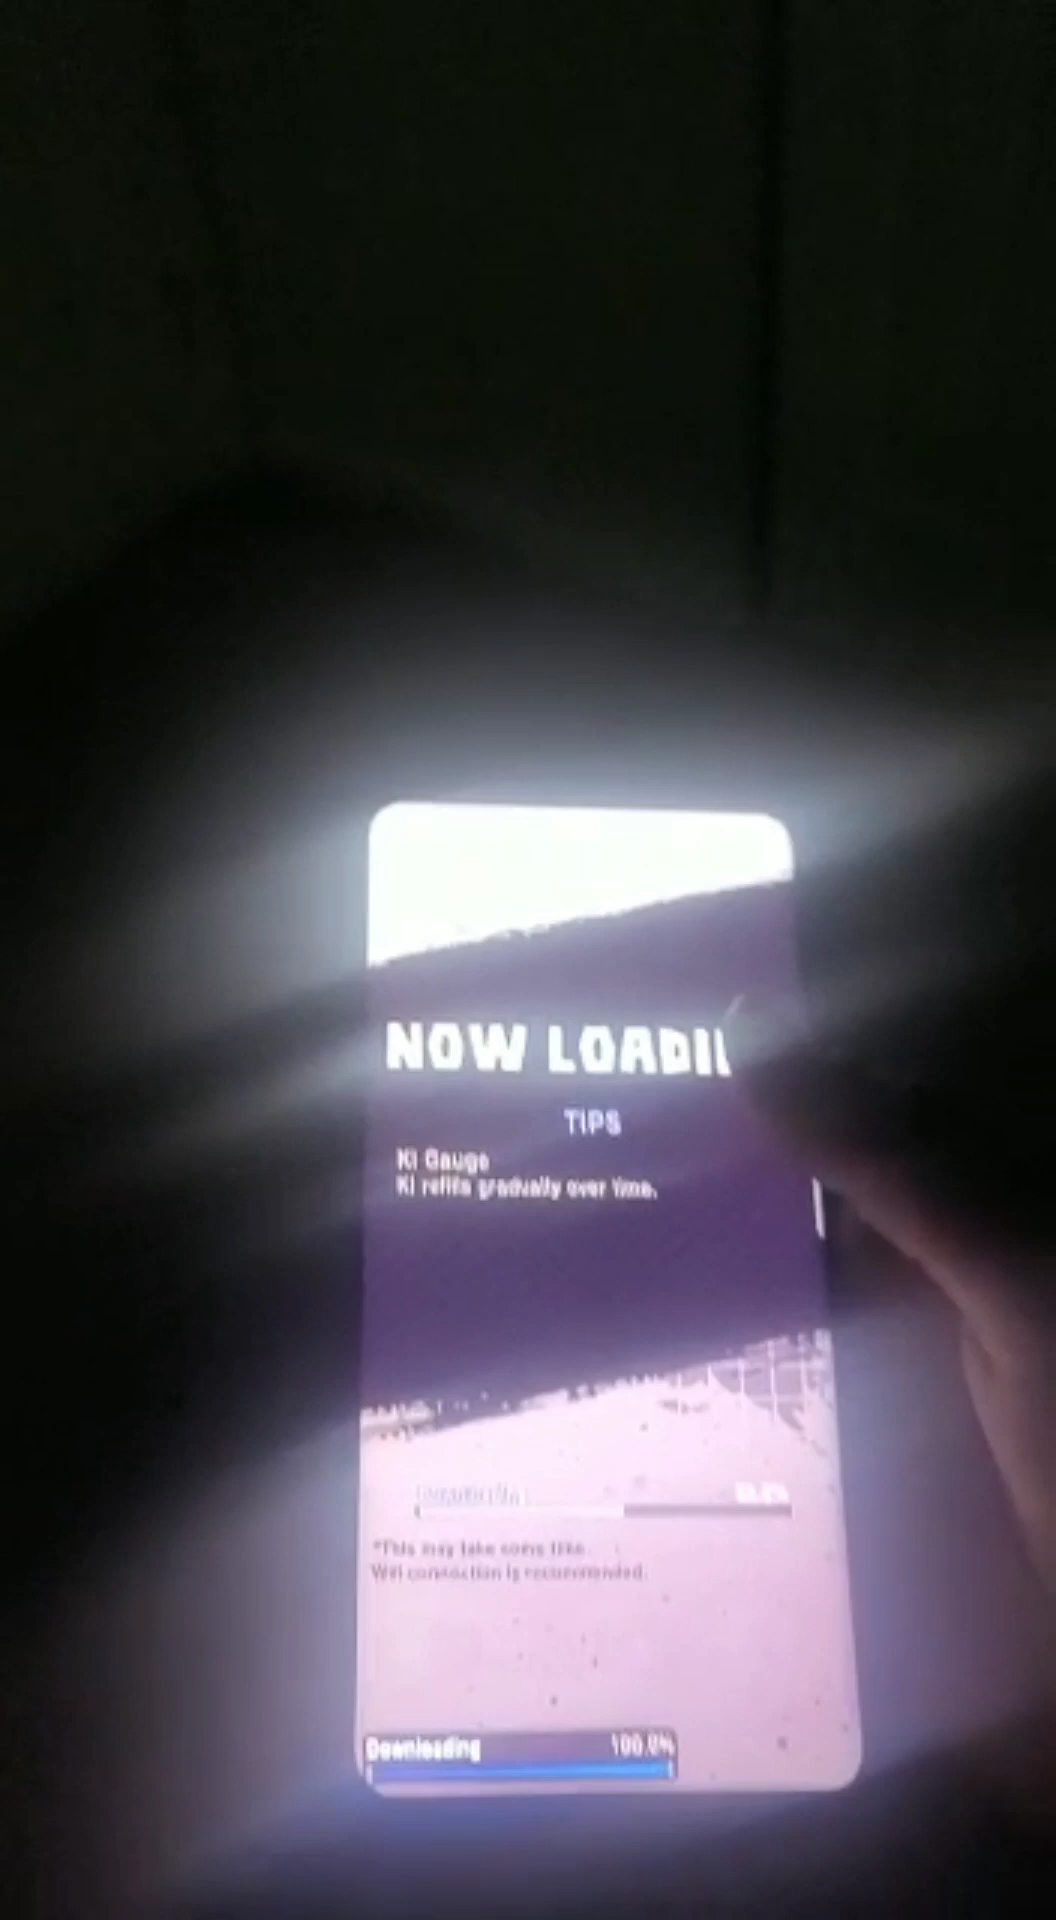 NOW LOADI
TIPS
Ki Gauge
Ki refills gradually over time.
*This may take some time.
connection is recommended.
Downloading 100.0%